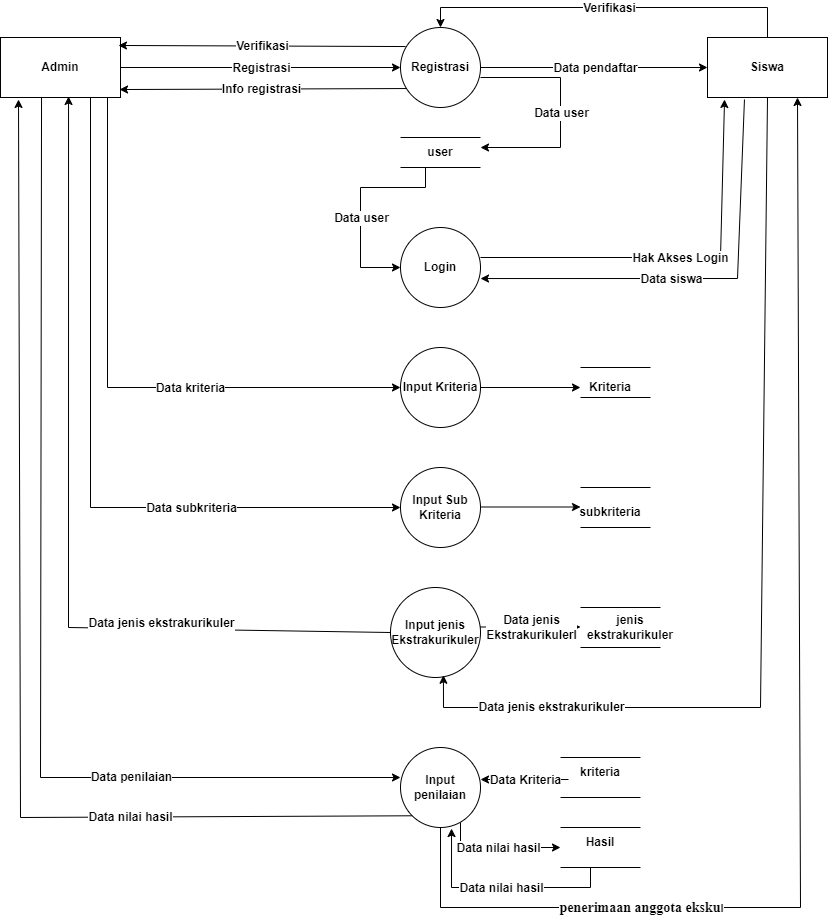 Verifikasi
Admin
Verifikasi
Registrasi
Info registrasi
Registrasi
Data pendaftar
Siswa
Data user
user
Data user
Login
Hak Akses Login
Data siswa
Data kriteria
Input Kriteria
Kriteria
Data subkriteria
Input Sub
Kriteria
subkriteria
Data jenis ekstrakurikuler
Input jenis
Ekstrakurikuler
Data jenis
Ekstrakurikulerl
jenis
ekstrakurikuler
Data jenis ekstrakurikuler
Data penilaian
Input
penilaian
Data Kriteria
kriteria
Data nilai hasil
Data nilai hasil
Hasil
Data nilai hasil
penerimaan anggota ekskul